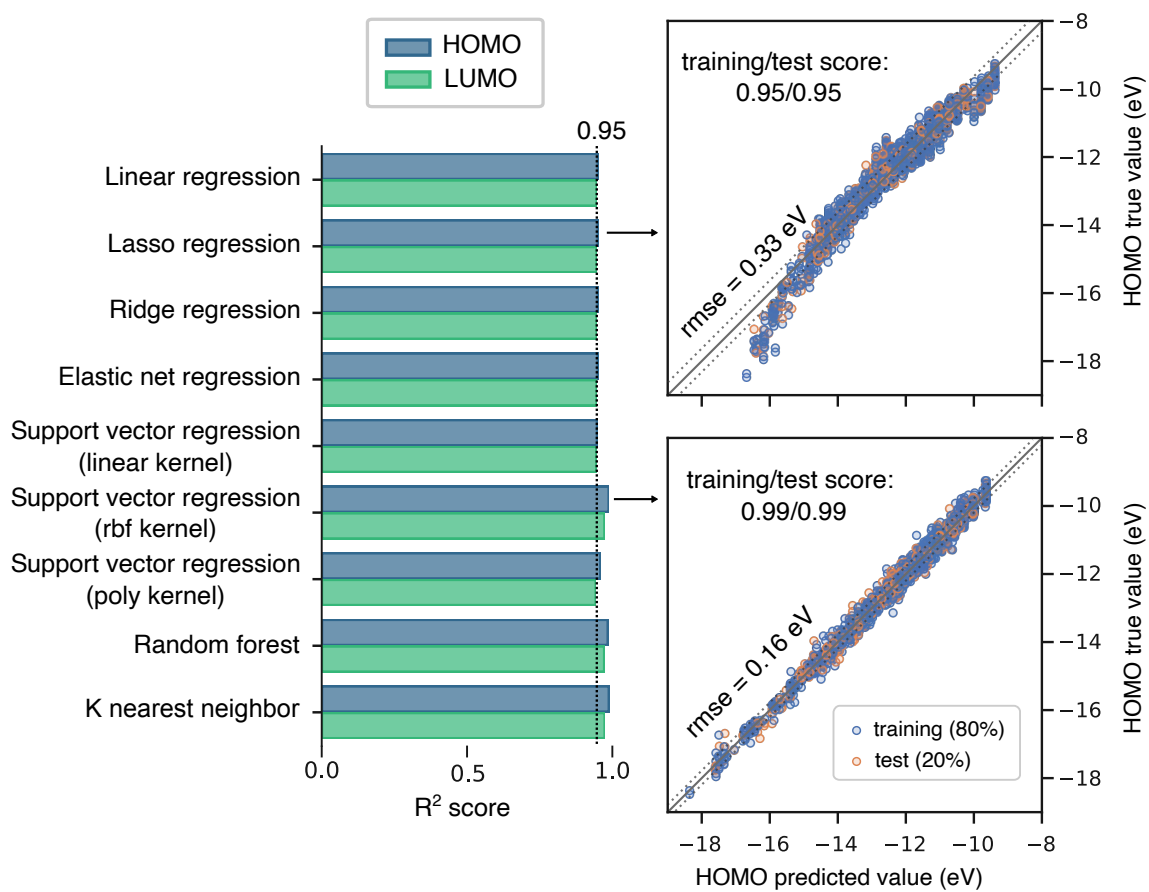 HOMO
LUMO
0.95
Linear regression
Lasso regression
Ridge regression
Elastic net regression
Support vector regression
(linear kernel)
Support vector regression
(rbf kernel)
Support vector regression
(poly kernel)
Random forest
K nearest neighbor
0.0
0.5
1.0
R² score
training/test score:
0.95/0.95
rmse = 0.33 eV
−8
−10
−12
−14
−16
−18
HOMO true value (eV)
training/test score:
0.99/0.99
rmse = 0.16 eV
training (80%)
test (20%)
−8
−10
−12
−14
−16
−18
HOMO true value (eV)
−18
−16
−14
−12
−10
−8
HOMO predicted value (eV)